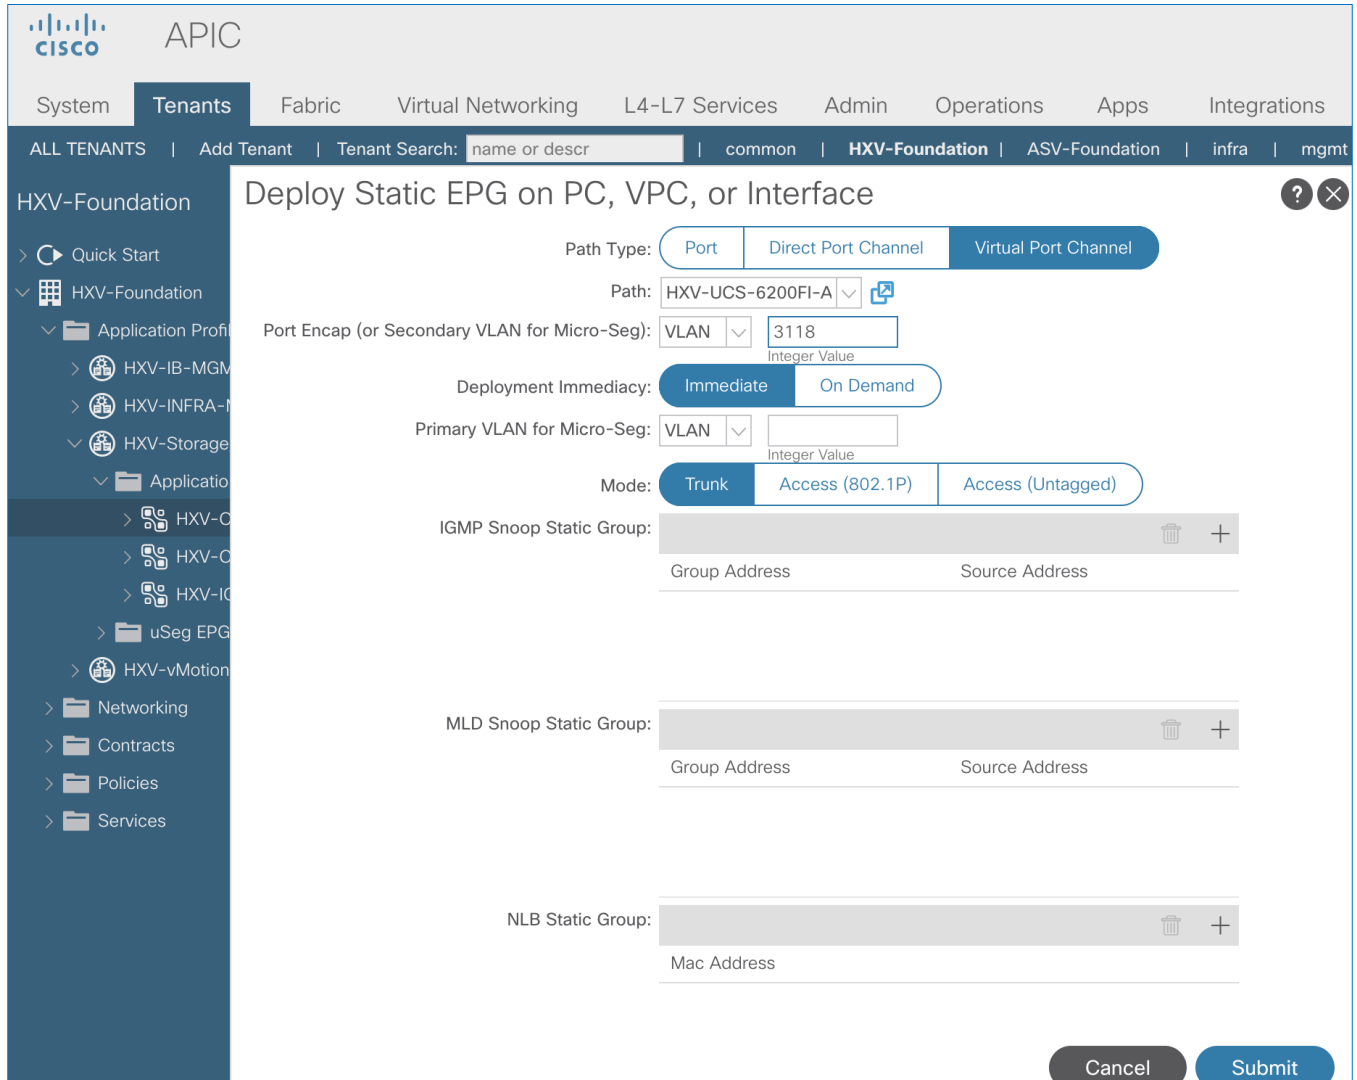 CISCO
APIC
System Tenants Fabric Virtual Networking L4-L7 Services Admin Operations Apps Integrations
ALL TENANTS | Add Tenant | Tenant Search: name or descr | common | HXV-Foundation | ASV-Foundation | infra | mgmt
HXV-Foundation
Quick Start
HXV-Foundation
Application Profil
HXV-IB-MGM
HXV-INFRA-
HXV-Storage
Applicatio
HXV-
HXV-
HXV-I
uSeg EPG
HXV-vMotion
Networking
Contracts
Policies
Services
Deploy Static EPG on PC, VPC, or Interface
?
Path Type: Port Direct Port Channel Virtual Port Channel
Path: HXV-UCS-6200FI-A
Port Encap (or Secondary VLAN for Micro-Seg): VLAN 3118
Integer Value
Deployment Immediacy: Immediate On Demand
Primary VLAN for Micro-Seg: VLAN
Integer Value
Mode: Trunk Access (802.1P) Access (Untagged)
IGMP Snoop Static Group:
Group Address Source Address
MLD Snoop Static Group:
Group Address Source Address
NLB Static Group:
Mac Address
Cancel Submit